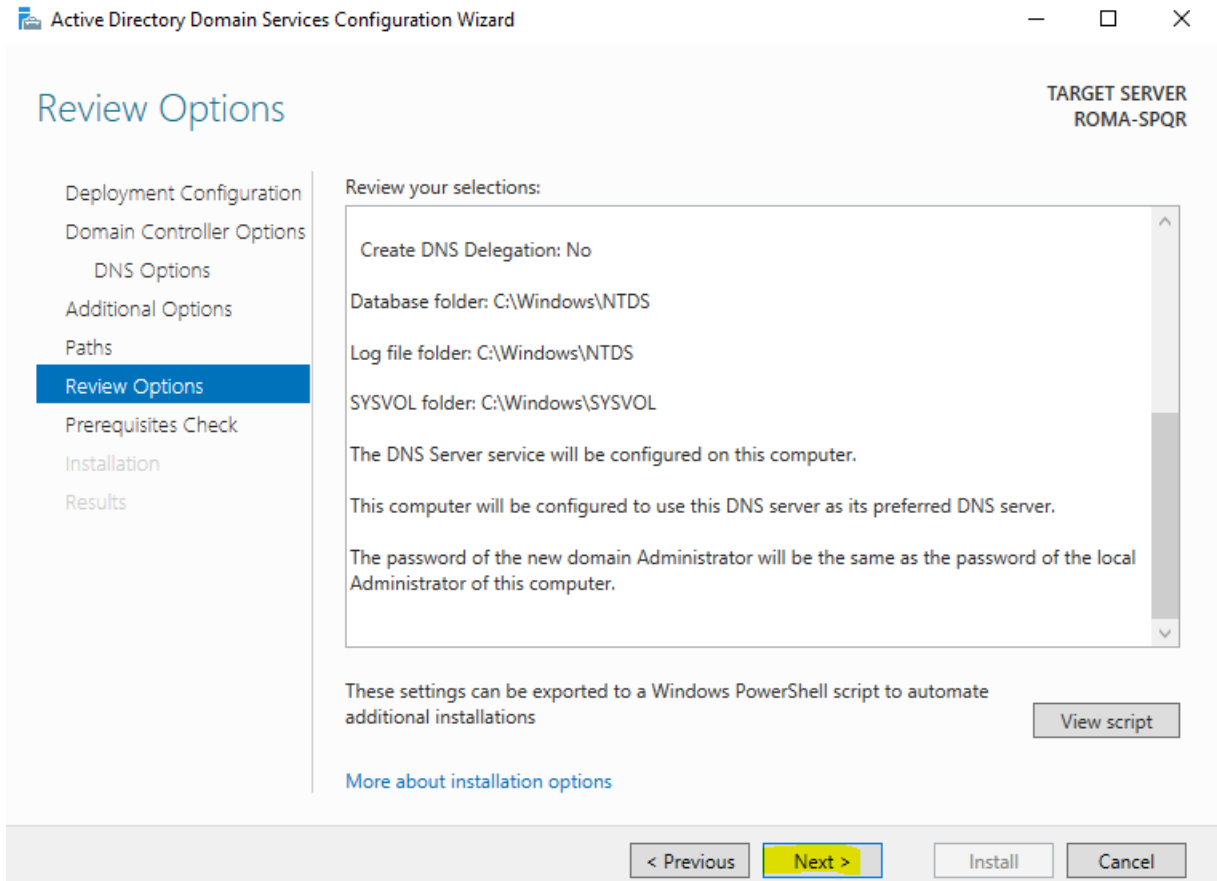 Active Directory Domain Services Configuration Wizard
Review Options
TARGET SERVER
ROMA-SPQR
Deployment Configuration
Domain Controller Options
DNS Options
Additional Options
Paths
Review Options
Prerequisites Check
Installation
Results
Review your selections:
Create DNS Delegation: No
Database folder: C:\Windows\NTDS
Log file folder: C:\Windows\NTDS
SYSVOL folder: C:\Windows\SYSVOL
The DNS Server service will be configured on this computer.
This computer will be configured to use this DNS server as its preferred DNS server.
The password of the new domain Administrator will be the same as the password of the local
Administrator of this computer.
These settings can be exported to a Windows PowerShell script to automate
additional installations
View script
More about installation options
< Previous
Next >
Install
Cancel